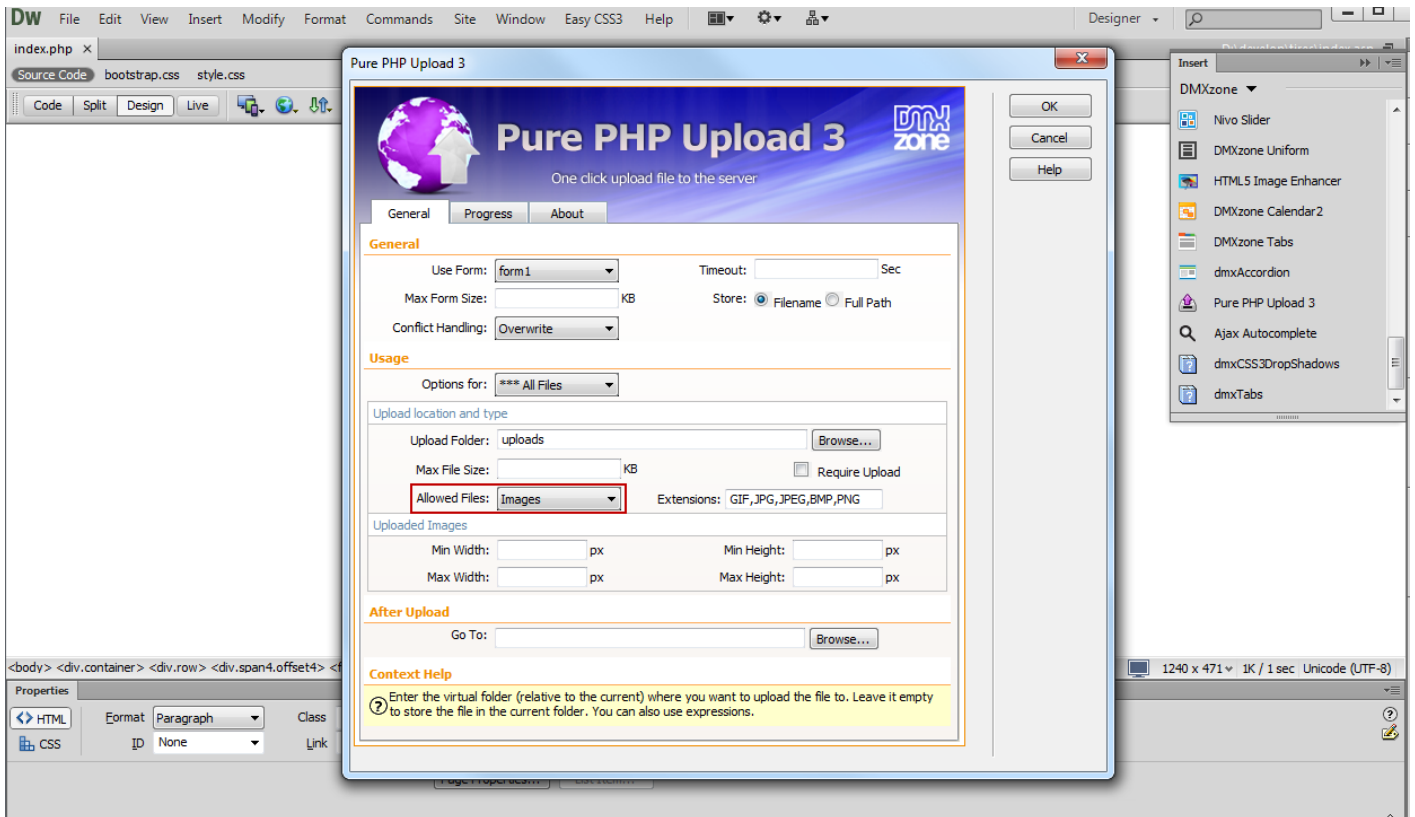 DW File Edit View Insert Modify Format Commands Site Window Easy CSS3 Help Designer
index.php ×
Source Code bootstrap.css style.css
Code Split Design Live
Pure PHP Upload 3
OK
Cancel
Help
Pure PHP Upload 3
DMX zone
One click upload file to the server
General Progress About
General
Use Form: form1 Timeout: Sec
Max Form Size: KB Store: Filename Full Path
Conflict Handling: Overwrite
Usage
Options for: *** All Files
Upload location and type
Upload Folder: uploads Browse...
Max File Size: KB Require Upload
Allowed Files: Images Extensions: GIF,JPG,JPEG,BMP,PNG
Uploaded Images
Min Width: px Min Height: px
Max Width: px Max Height: px
After Upload
Go To: Browse...
Context Help
Enter the virtual folder (relative to the current) where you want to upload the file to. Leave it empty
to store the file in the current folder. You can also use expressions.
Insert
DMXzone
Nivo Slider
DMXzone Uniform
HTML5 Image Enhancer
DMXzone Calendar2
DMXzone Tabs
dmxAccordion
Pure PHP Upload 3
Ajax Autocomplete
dmxCSS3DropShadows
dmxTabs
<body> <div.container> <div.row> <div.span4.offset4> <f 1240 x 471 1K / 1 sec Unicode (UTF-8)
Properties
<> HTML Format Paragraph Class
CSS ID None Link